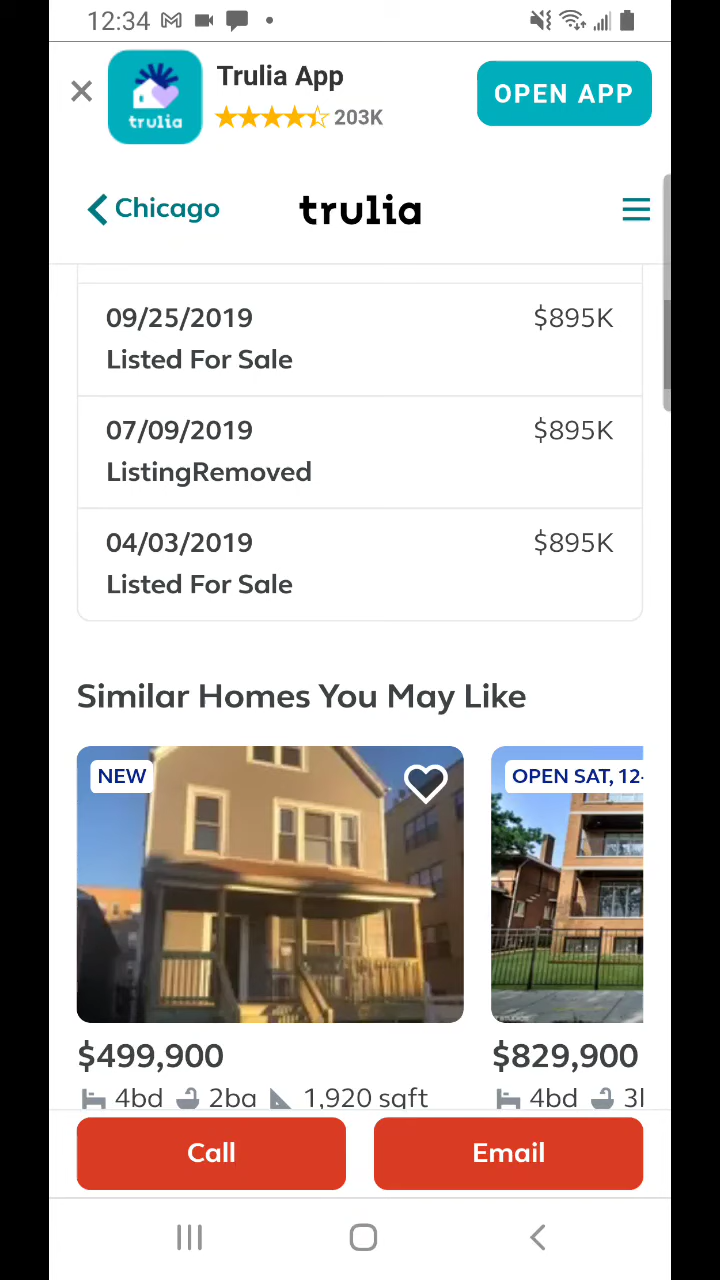 12:34
Trulia App
OPEN APP
203K
trulia
Chicago
trulia
09/25/2019
$895K
Listed For Sale
07/09/2019
$895K
ListingRemoved
04/03/2019
$895K
Listed For Sale
Similar Homes You May Like
NEW
OPEN SAT, 12-
$499,900
$829,900
4bd 2ba 1,920 sqft
4bd
Call
Email